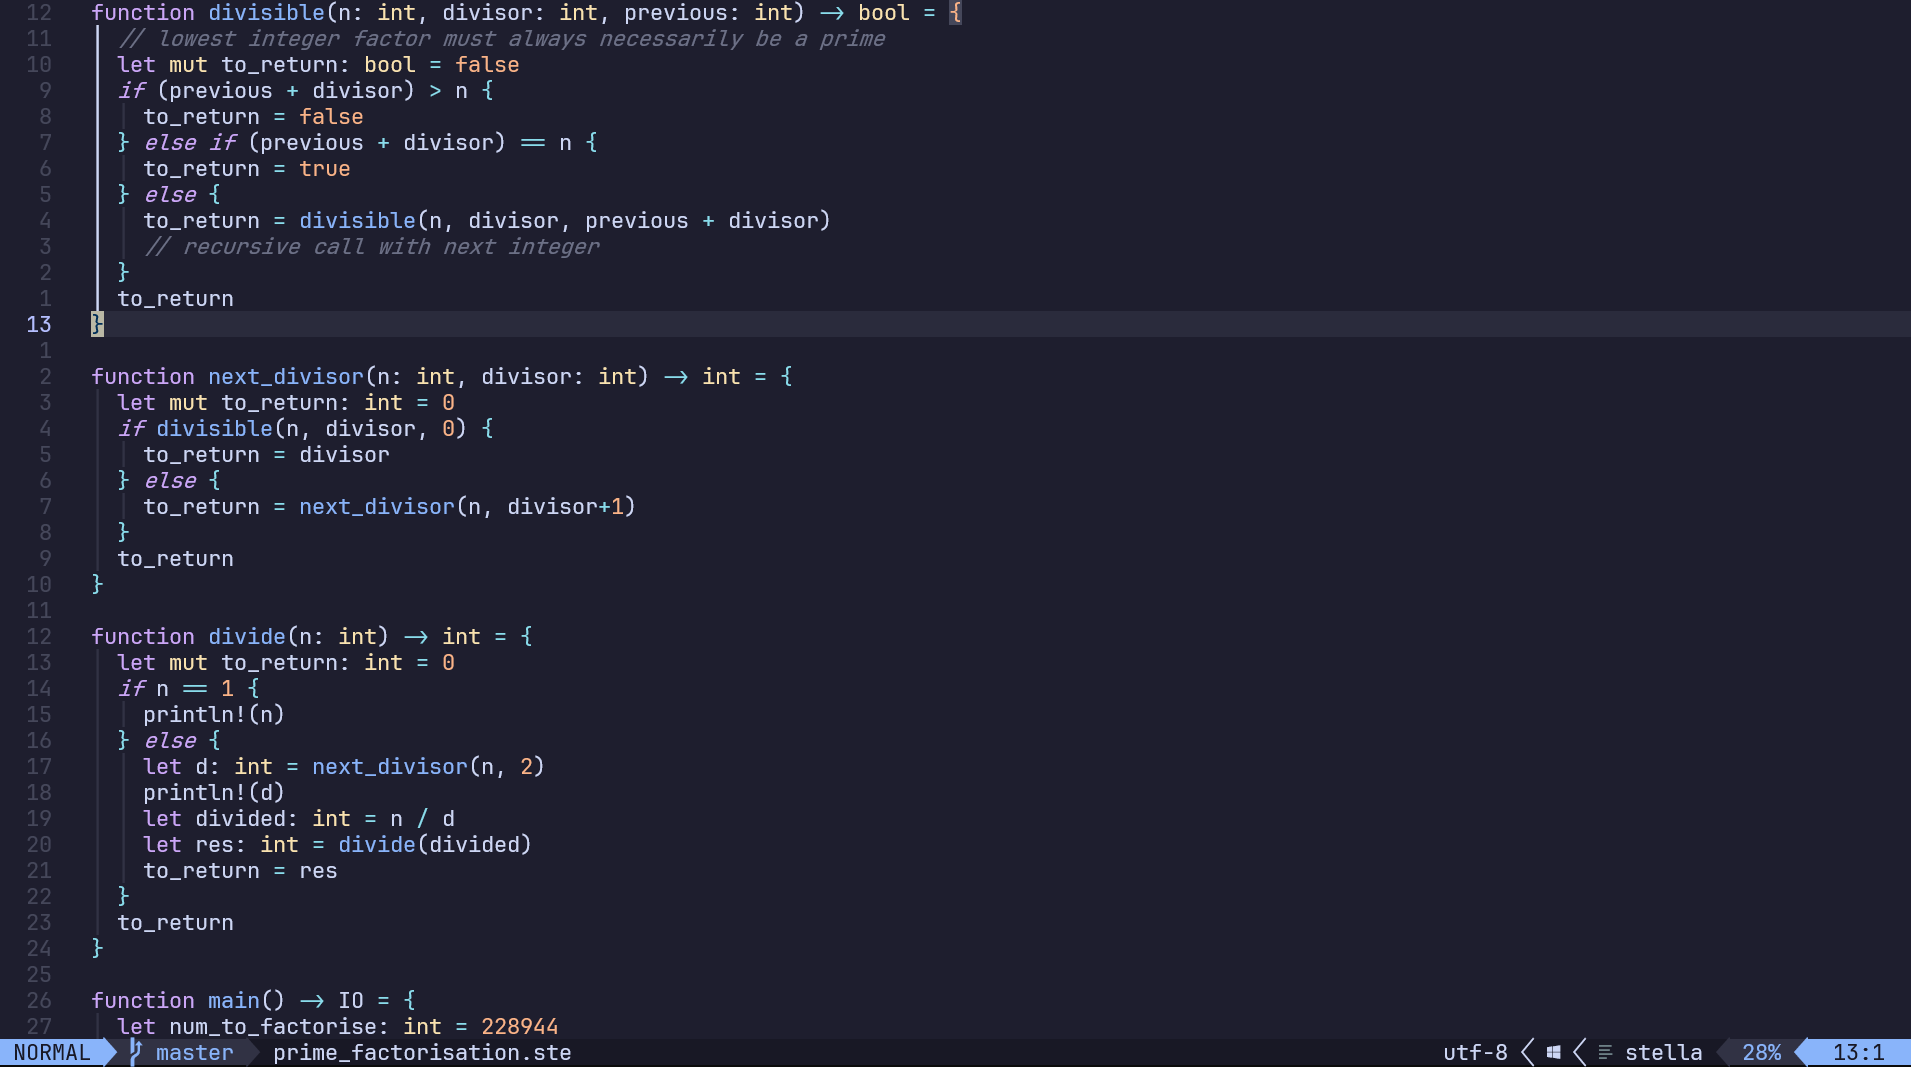 12 function divisible(n: int, divisor: int, previous: int) -> bool = {
11 // lowest integer factor must always necessarily be a prime
10 let mut to_return: bool = false
9 if (previous + divisor) > n {
8 to_return = false
7 } else if (previous + divisor) == n {
6 to_return = true
5 } else {
4 to_return = divisible(n, divisor, previous + divisor)
3 // recursive call with next integer
2 }
1 to_return
13 }
1
2 function next_divisor(n: int, divisor: int) -> int = {
3 let mut to_return: int = 0
4 if divisible(n, divisor, 0) {
5 to_return = divisor
6 } else {
7 to_return = next_divisor(n, divisor+1)
8 }
9 to_return
10 }
11
12 function divide(n: int) -> int = {
13 let mut to_return: int = 0
14 if n == 1 {
15 println!(n)
16 } else {
17 let d: int = next_divisor(n, 2)
18 println!(d)
19 let divided: int = n / d
20 let res: int = divide(divided)
21 to_return = res
22 }
23 to_return
24 }
25
26 function main() -> IO = {
27 let num_to_factorise: int = 228944
NORMAL master prime_factorisation.ste utf-8 stella 28% 13:1